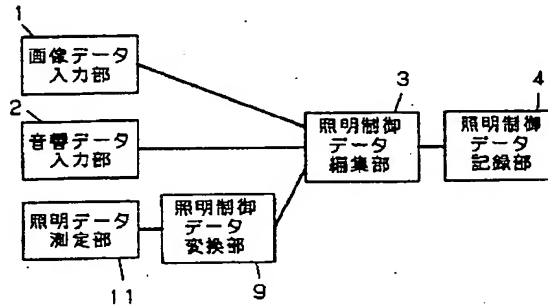 1
画像データ
入力部
2
音響データ
入力部
照明データ
測定部
11
照明制御
データ
変換部
9
3
照明制御
データ
編集部
4
照明制御
データ
記録部